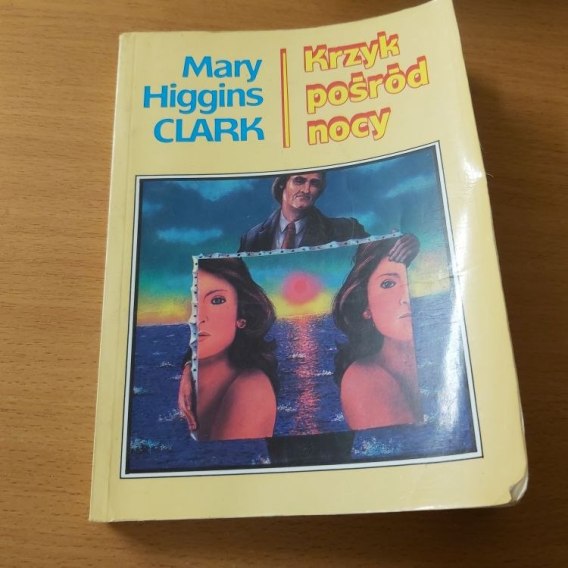 Mary
Higgins
CLARK
Krzyk
pośród
nocy